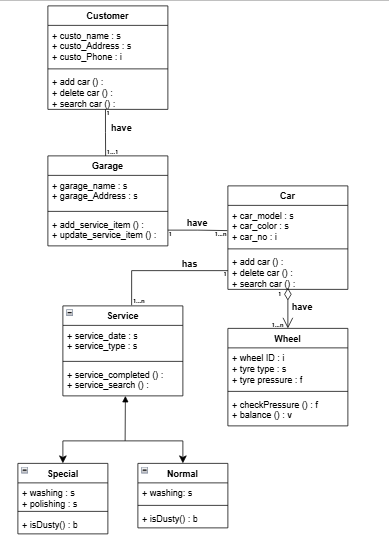 Customer
+ custo_name : s
+ custo_Address : s
+ custo_Phone : i
+ add car () :
+ delete car () :
+ search car () :
1
have
1...1
Garage
+ garage_name : s
+ garage_Address : s
+ add_service_item () :
+ update_service_item () :
1
have
1...n
Car
+ car_model : s
+ car_color : s
+ car_no : i
+ add car () :
+ delete car () :
+ search car () :
1
has
1...n
1
have
1...n
Service
+ service_date : s
+ service_type : s
+ service_completed () :
+ service_search () :
Wheel
+ wheel ID : i
+ tyre type : s
+ tyre pressure : f
+ checkPressure () : f
+ balance () : v
Special
+ washing : s
+ polishing : s
+ isDusty() : b
Normal
+ washing: s
+ isDusty() : b